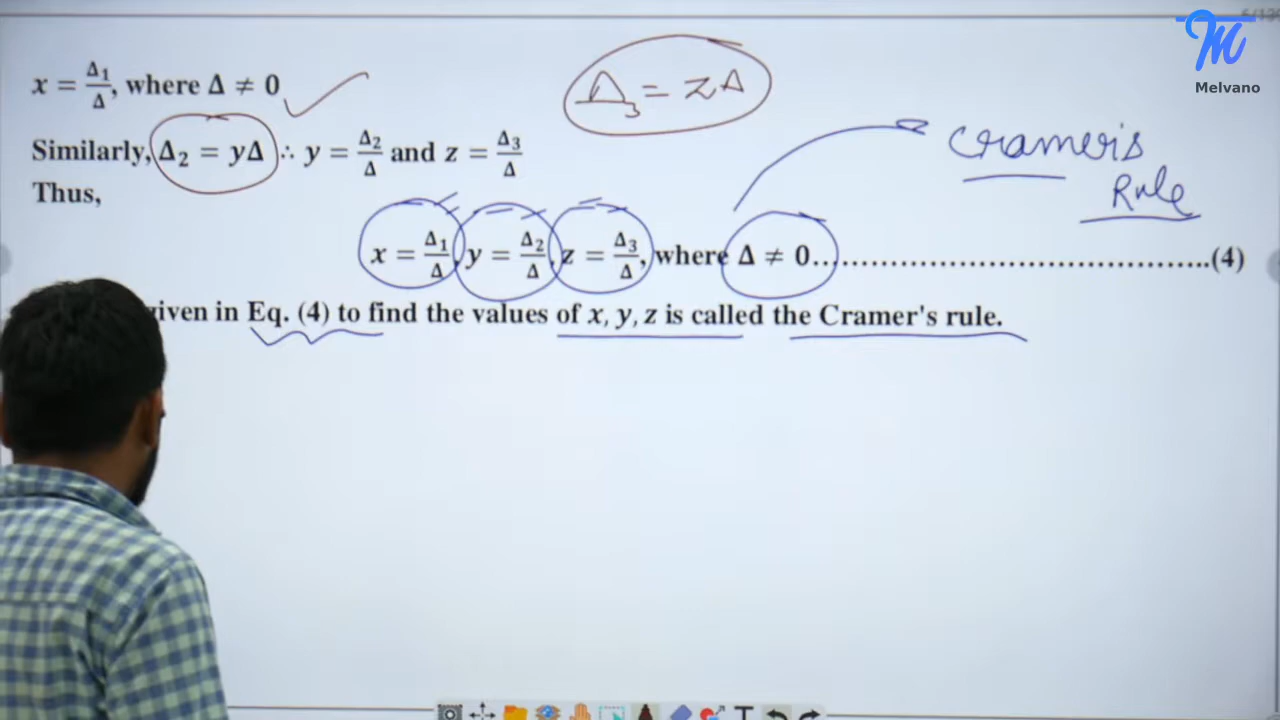 x = Δ₁/Δ, where Δ ≠ 0
Δ₃ = zΔ
Similarly, Δ₂ = yΔ ∴ y = Δ₂/Δ and z = Δ₃/Δ
Cramer's
Rule
Thus,
x = Δ₁/Δ, y = Δ₂/Δ, z = Δ₃/Δ, where Δ ≠ 0.......................................(4)
given in Eq. (4) to find the values of x, y, z is called the Cramer's rule.
Melvano